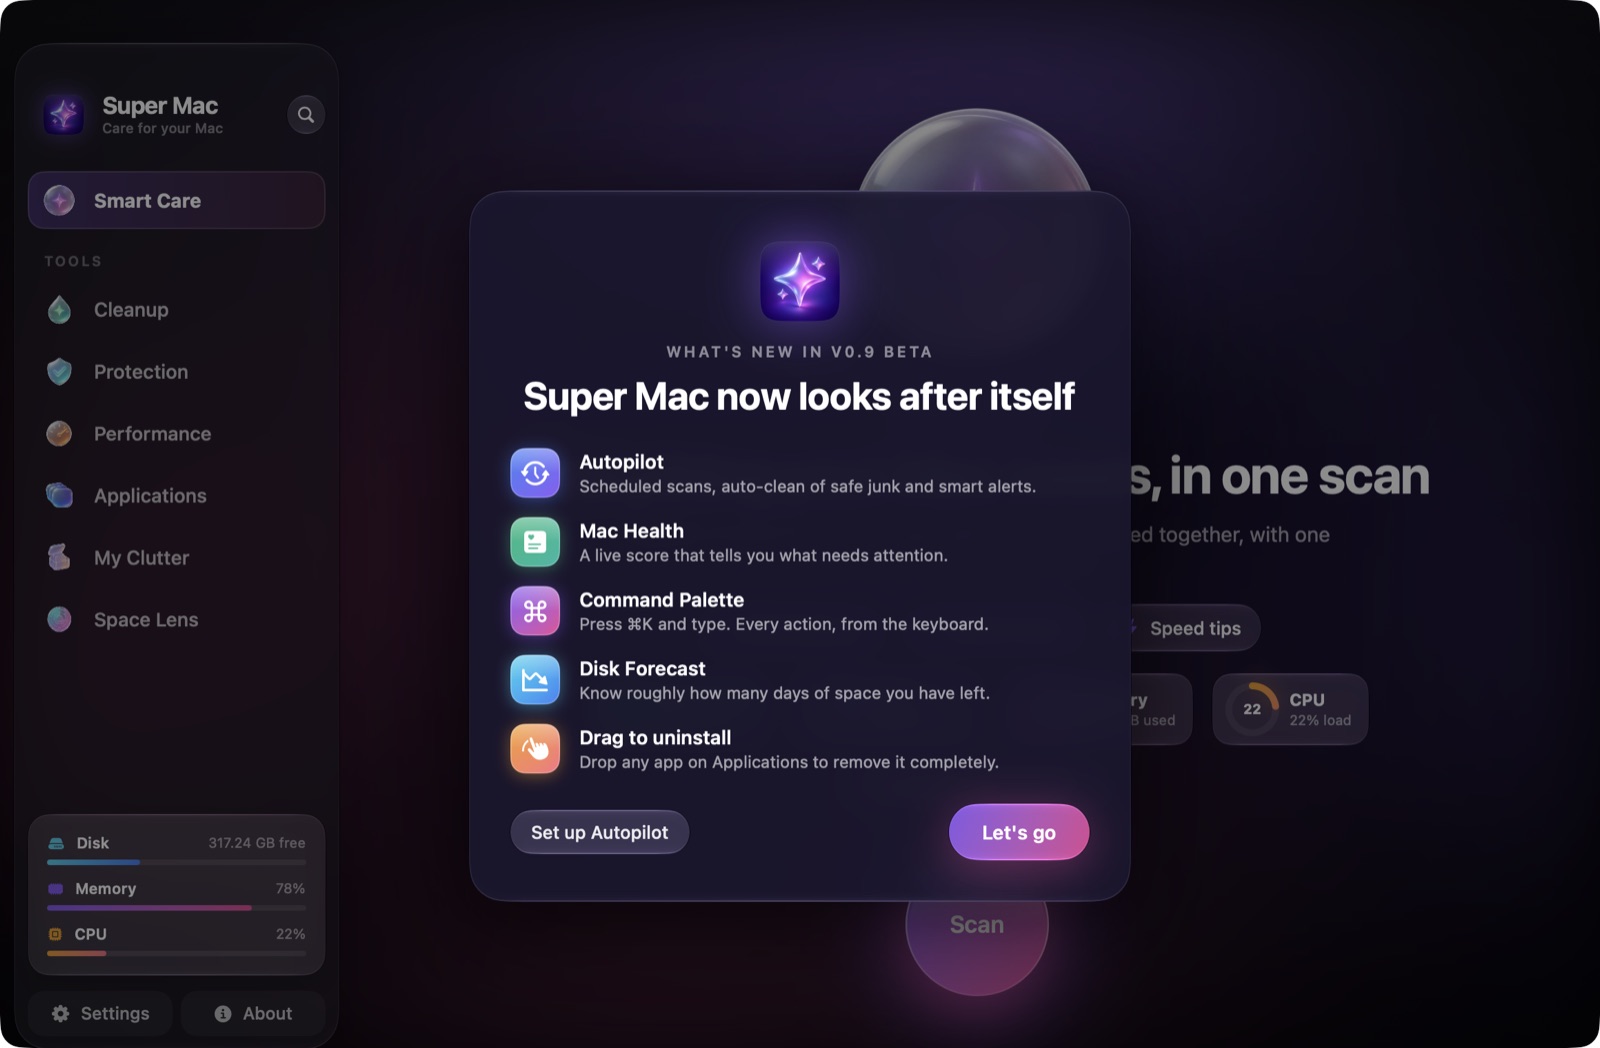 Super Mac
Care for your Mac
Smart Care
TOOLS
Cleanup
Protection
Performance
Applications
My Clutter
Space Lens
Disk 317.24 GB free
Memory 78%
CPU 22%
Settings
About
WHAT'S NEW IN V0.9 BETA
Super Mac now looks after itself
Autopilot
Scheduled scans, auto-clean of safe junk and smart alerts.
Mac Health
A live score that tells you what needs attention.
Command Palette
Press ⌘K and type. Every action, from the keyboard.
Disk Forecast
Know roughly how many days of space you have left.
Drag to uninstall
Drop any app on Applications to remove it completely.
Set up Autopilot
Let's go
s, in one scan
ed together, with one
Speed tips
ry
B used
22
CPU
22% load
Scan